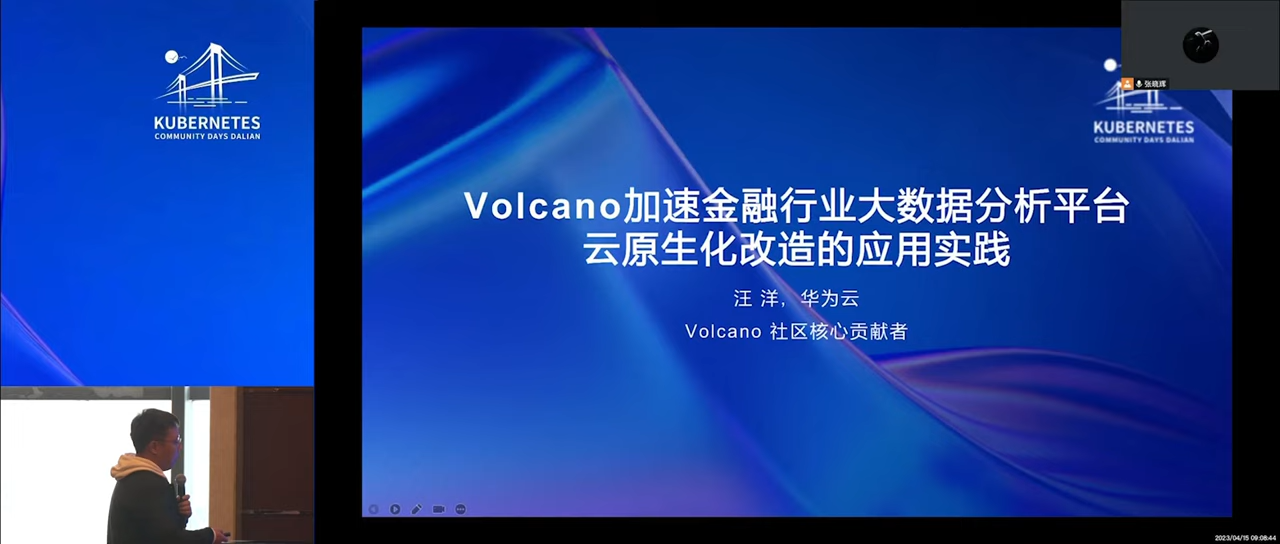 KUBERNETES
COMMUNITY DAYS DALIAN
张晓辉
KUBERNETES
COMMUNITY DAYS DALIAN
Volcano加速金融行业大数据分析平台
云原生化改造的应用实践
汪 洋，华为云
Volcano 社区核心贡献者
2023/04/15 09:08:44